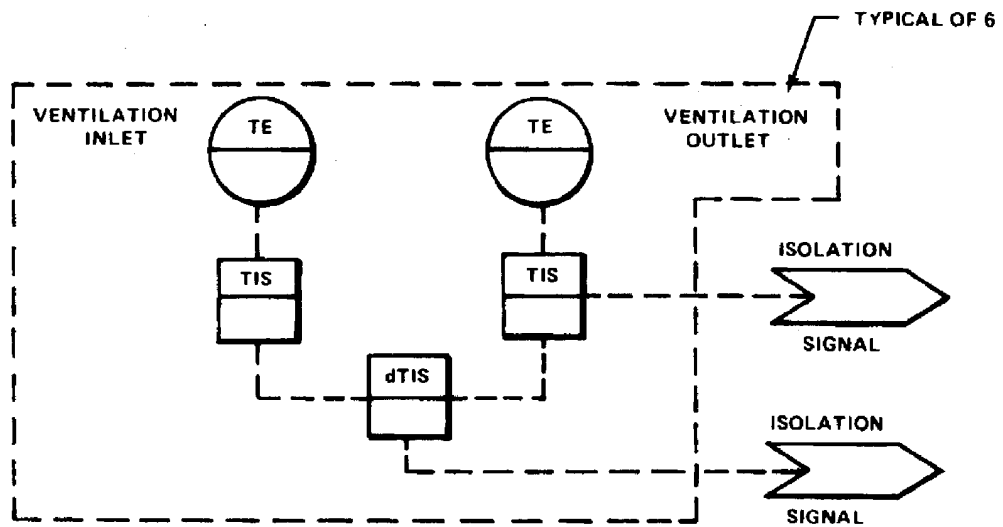 TYPICAL OF 6
VENTILATION
INLET
TE
TE
VENTILATION
OUTLET
TIS
TIS
ISOLATION
SIGNAL
dTIS
ISOLATION
SIGNAL